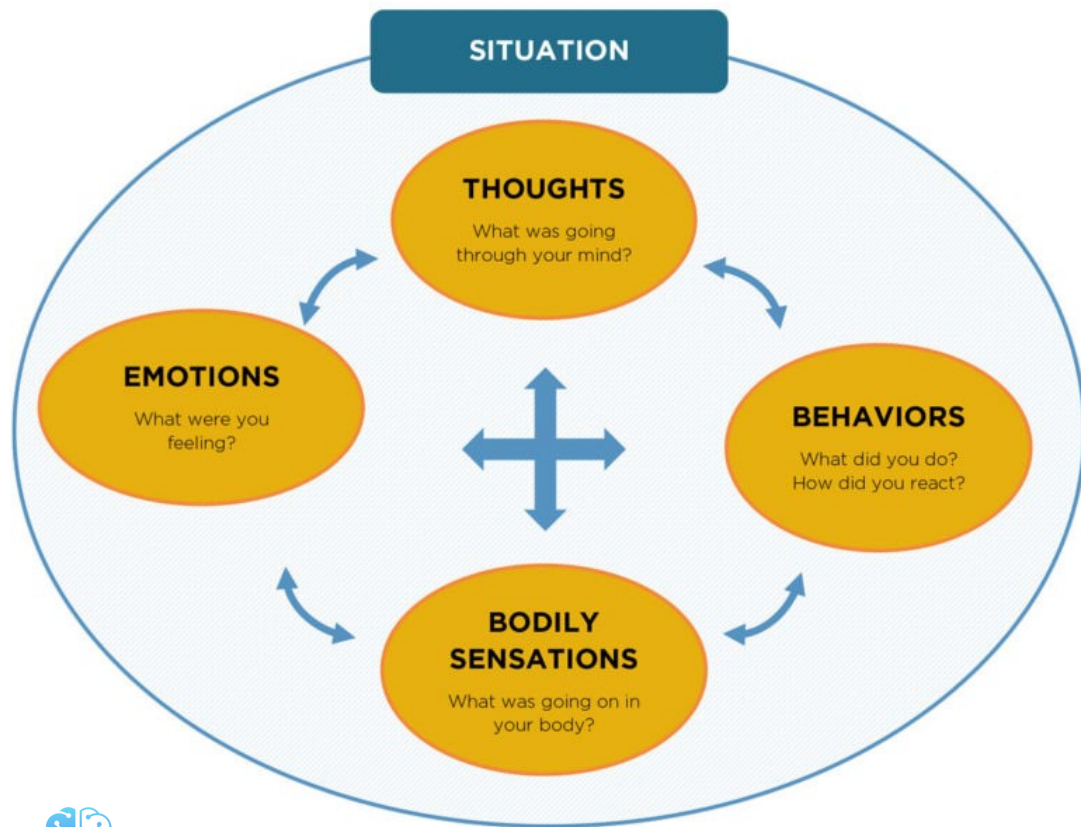 SITUATION
THOUGHTS
What was going
through your mind?
EMOTIONS
What were you
feeling?
BEHAVIORS
What did you do?
How did you react?
BODILY
SENSATIONS
What was going on in
your body?